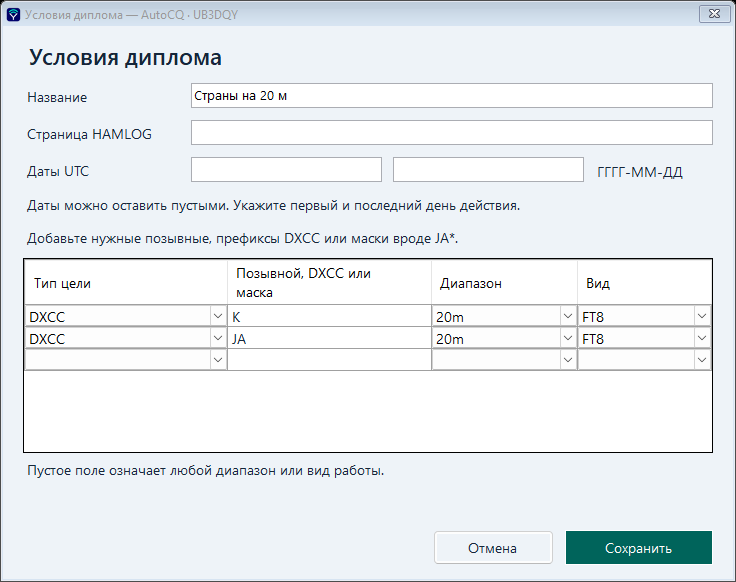 Условия диплома — AutoCQ - UB3DQY
Условия диплома
Название
Страны на 20 м
Страница HAMLOG
Даты UTC
ГГГГ-ММ-ДД
Даты можно оставить пустыми. Укажите первый и последний день действия.
Добавьте нужные позывные, префиксы DXCC или маски вроде JA*.
Тип цели
Позывной, DXCC или
маска
Диапазон
Вид
DXCC K 20m FT8
DXCC JA 20m FT8
Пустое поле означает любой диапазон или вид работы.
Отмена
Сохранить